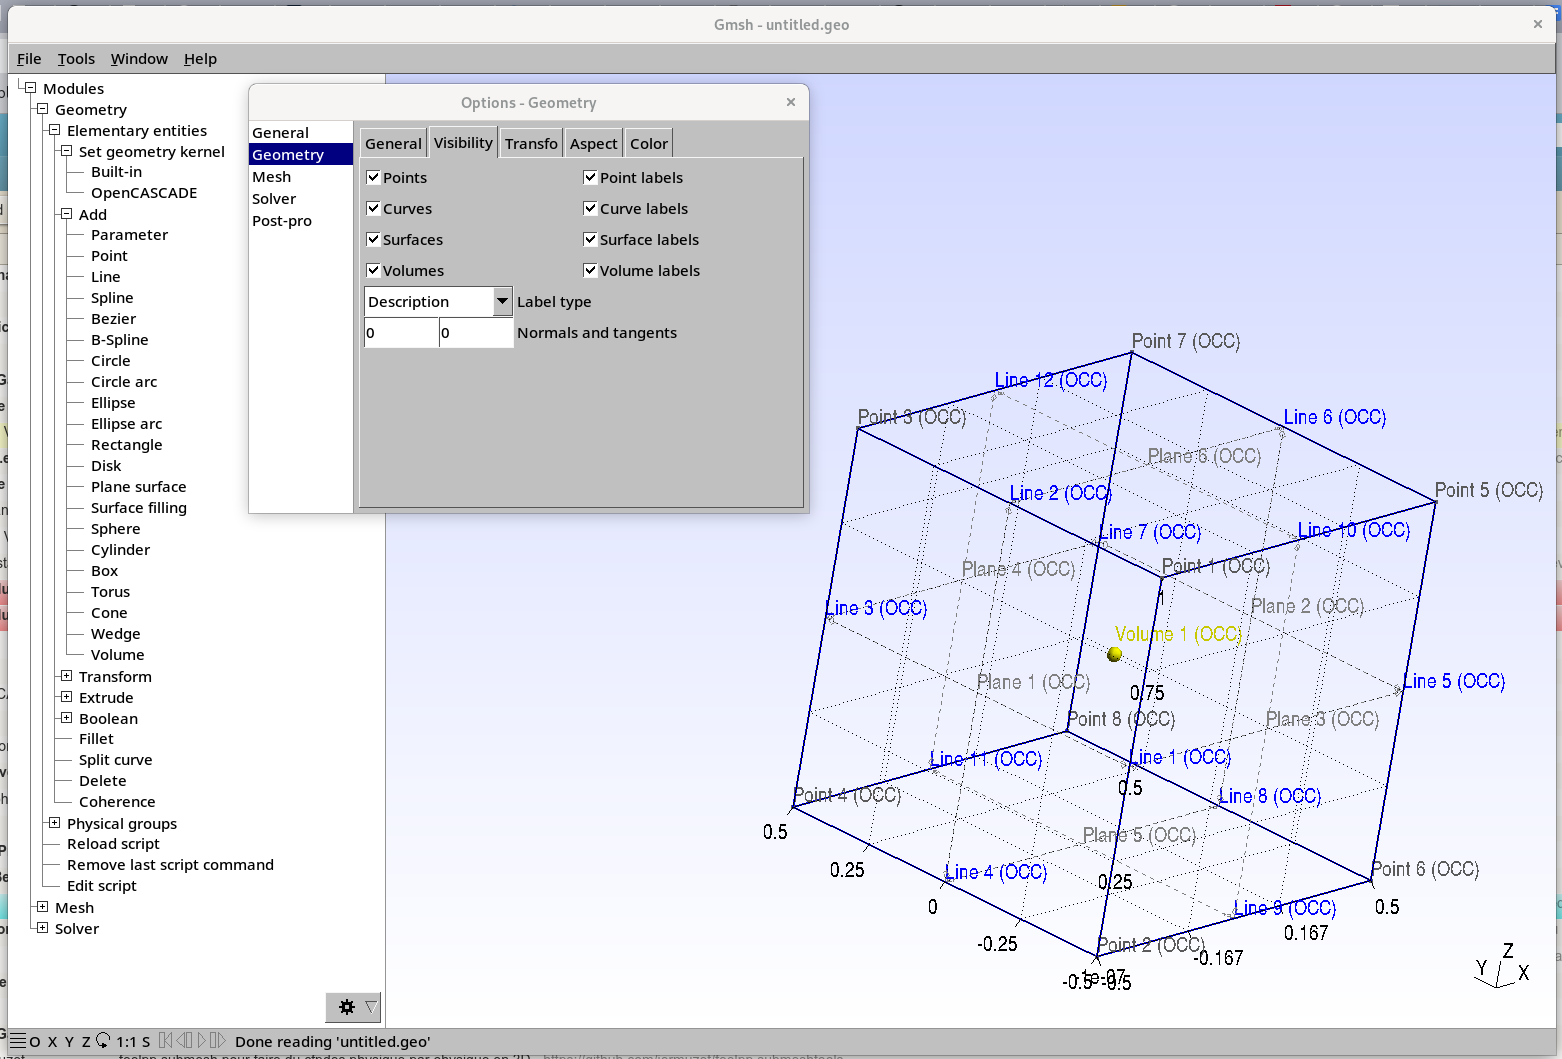 Gmsh - untitled.geo
×
File Tools Window Help
Modules
Geometry
Elementary entities
Set geometry kernel
Built-in
OpenCASCADE
Add
Parameter
Point
Line
Spline
Bezier
B-Spline
Circle
Circle arc
Ellipse
Ellipse arc
Rectangle
Disk
Plane surface
Surface filling
Sphere
Cylinder
Box
Torus
Cone
Wedge
Volume
Transform
Extrude
Boolean
Fillet
Split curve
Delete
Coherence
Physical groups
Reload script
Remove last script command
Edit script
Mesh
Solver
Options - Geometry
×
General
Geometry
Mesh
Solver
Post-pro
General Visibility Transfo Aspect Color
Points Point labels
Curves Curve labels
Surfaces Surface labels
Volumes Volume labels
Description Label type
0 0 Normals and tangents
Point 7 (OCC)
Line 12 (OCC)
Point 3 (OCC)
Line 6 (OCC)
Plane 6 (OCC)
Line 2 (OCC)
Point 5 (OCC)
Line 7 (OCC)
Line 10 (OCC)
Plane 4 (OCC)
Point 1 (OCC)
1
Line 3 (OCC)
Plane 2 (OCC)
Volume 1 (OCC)
Plane 1 (OCC)
0.75
Line 5 (OCC)
Point 8 (OCC)
Plane 3 (OCC)
Line 11 (OCC)
Line 1 (OCC)
0.5
Point 4 (OCC)
Line 8 (OCC)
0.5
Plane 5 (OCC)
0.25
Line 4 (OCC)
0.25
Point 6 (OCC)
0
Line 9 (OCC)
0.5
-0.25
Point 2 (OCC)
0.167
-0.167
-0.5
-1e-07
-0.5
Z
Y
X
O X Y Z 1:1 S Done reading 'untitled.geo'